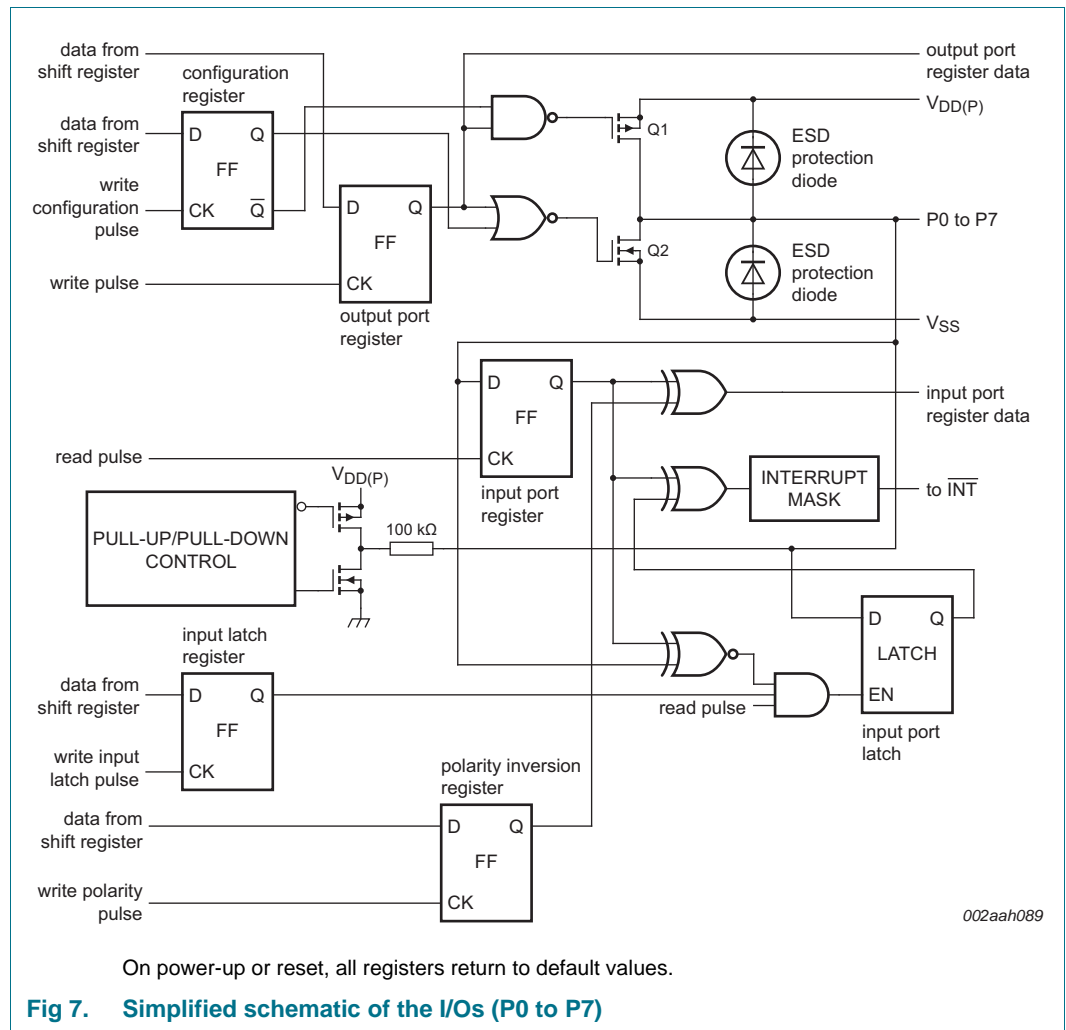 data from
shift register
configuration
register
output port
register data
data from
shift register
D
Q
FF
CK
Q̅
write
configuration
pulse
D
Q
FF
CK
output port
register
write pulse
Q1
Q2
VDD(P)
ESD
protection
diode
P0 to P7
ESD
protection
diode
VSS
D
Q
FF
CK
input port
register
read pulse
input port
register data
INTERRUPT
MASK
to I̅N̅T̅
VDD(P)
PULL-UP/PULL-DOWN
CONTROL
100 kΩ
D
Q
LATCH
EN
input port
latch
read pulse
input latch
register
data from
shift register
D
Q
FF
CK
write input
latch pulse
polarity inversion
register
data from
shift register
D
Q
FF
CK
write polarity
pulse
002aah089
On power-up or reset, all registers return to default values.
Fig 7. Simplified schematic of the I/Os (P0 to P7)